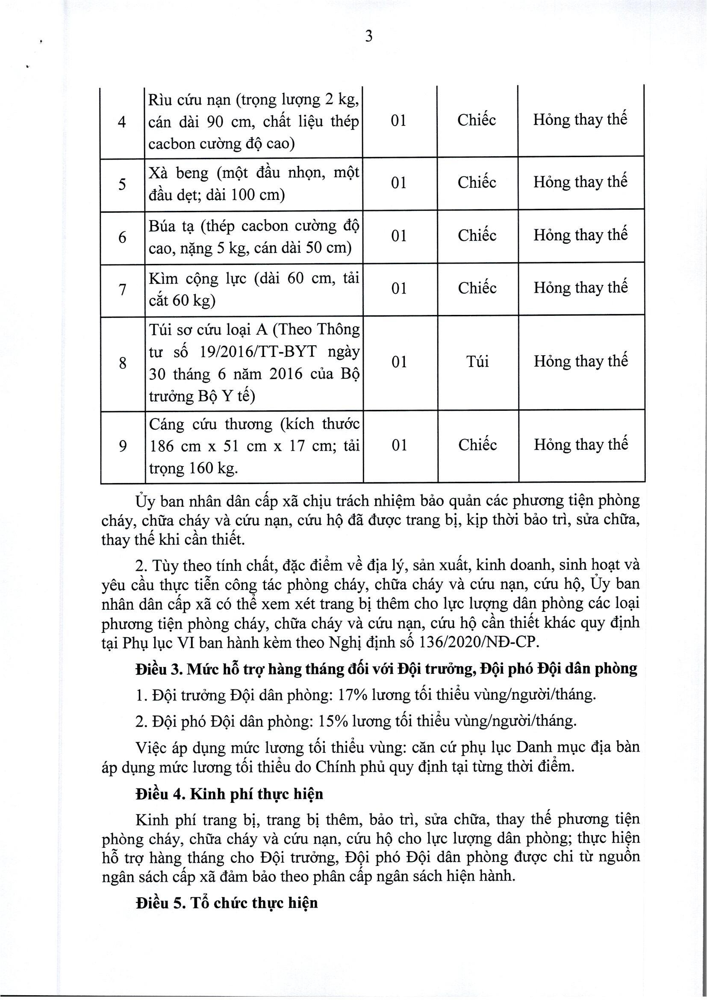 3
4
Rìu cứu nạn (trọng lượng 2 kg,
cán dài 90 cm, chất liệu thép
cacbon cường độ cao)
01
Chiếc
Hỏng thay thế
5
Xà beng (một đầu nhọn, một
đầu dẹt; dài 100 cm)
01
Chiếc
Hỏng thay thế
6
Búa tạ (thép cacbon cường độ
cao, nặng 5 kg, cán dài 50 cm)
01
Chiếc
Hỏng thay thế
7
Kìm cộng lực (dài 60 cm, tải
cắt 60 kg)
01
Chiếc
Hỏng thay thế
8
Túi sơ cứu loại A (Theo Thông
tư số 19/2016/TT-BYT ngày
30 tháng 6 năm 2016 của Bộ
trưởng Bộ Y tế)
01
Túi
Hỏng thay thế
9
Cáng cứu thương (kích thước
186 cm x 51 cm x 17 cm; tải
trọng 160 kg.
01
Chiếc
Hỏng thay thế
Ủy ban nhân dân cấp xã chịu trách nhiệm bảo quản các phương tiện phòng
cháy, chữa cháy và cứu nạn, cứu hộ đã được trang bị, kịp thời bảo trì, sửa chữa,
thay thế khi cần thiết.
2. Tùy theo tính chất, đặc điểm về địa lý, sản xuất, kinh doanh, sinh hoạt và
yêu cầu thực tiễn công tác phòng cháy, chữa cháy và cứu nạn, cứu hộ, Ủy ban
nhân dân cấp xã có thể xem xét trang bị thêm cho lực lượng dân phòng các loại
phương tiện phòng cháy, chữa cháy và cứu nạn, cứu hộ cần thiết khác quy định
tại Phụ lục VI ban hành kèm theo Nghị định số 136/2020/NĐ-CP.
Điều 3. Mức hỗ trợ hàng tháng đối với Đội trưởng, Đội phó Đội dân phòng
1. Đội trưởng Đội dân phòng: 17% lương tối thiểu vùng/người/tháng.
2. Đội phó Đội dân phòng: 15% lương tối thiểu vùng/người/tháng.
Việc áp dụng mức lương tối thiểu vùng: căn cứ phụ lục Danh mục địa bàn
áp dụng mức lương tối thiểu do Chính phủ quy định tại từng thời điểm.
Điều 4. Kinh phí thực hiện
Kinh phí trang bị, trang bị thêm, bảo trì, sửa chữa, thay thế phương tiện
phòng cháy, chữa cháy và cứu nạn, cứu hộ cho lực lượng dân phòng; thực hiện
hỗ trợ hàng tháng cho Đội trưởng, Đội phó Đội dân phòng được chi từ nguồn
ngân sách cấp xã đảm bảo theo phân cấp ngân sách hiện hành.
Điều 5. Tổ chức thực hiện